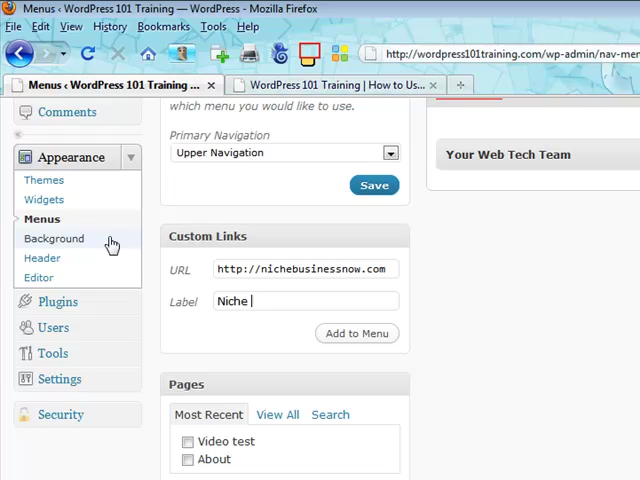 Menus ‹ WordPress 101 Training — WordPress - Mozilla Firefox
File Edit View History Bookmarks Tools Help
http://wordpress101training.com/wp-admin/nav-men
Menus ‹ WordPress 101 Training ... × WordPress 101 Training | How to Us... × +
Comments
which menu you would like to use.
Primary Navigation
Upper Navigation
Save
Appearance
Themes
Widgets
Menus
Background
Header
Editor
Plugins
Users
Tools
Settings
Security
Custom Links
URL http://nichebusinessnow.com
Label Niche
Add to Menu
Pages
Most Recent View All Search
Video test
About
Your Web Tech Team